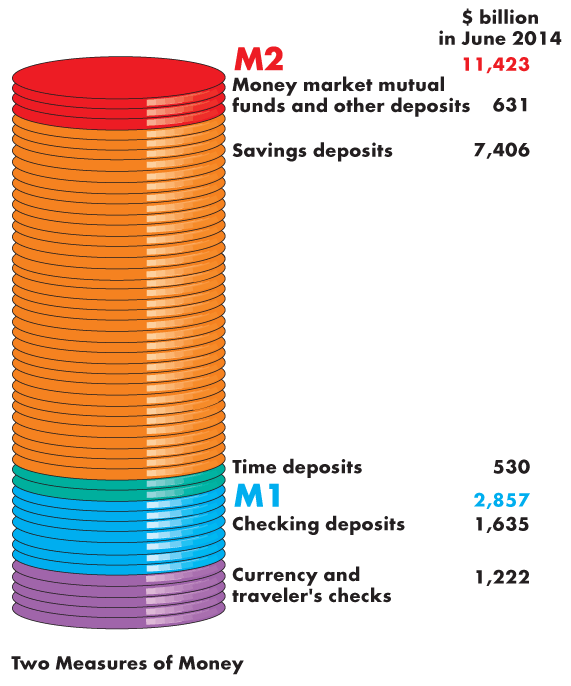 $ billion
in June 2014
M2 11,423
Money market mutual
funds and other deposits 631
Savings deposits 7,406
Time deposits 530
M1 2,857
Checking deposits 1,635
Currency and 1,222
traveler's checks
Two Measures of Money